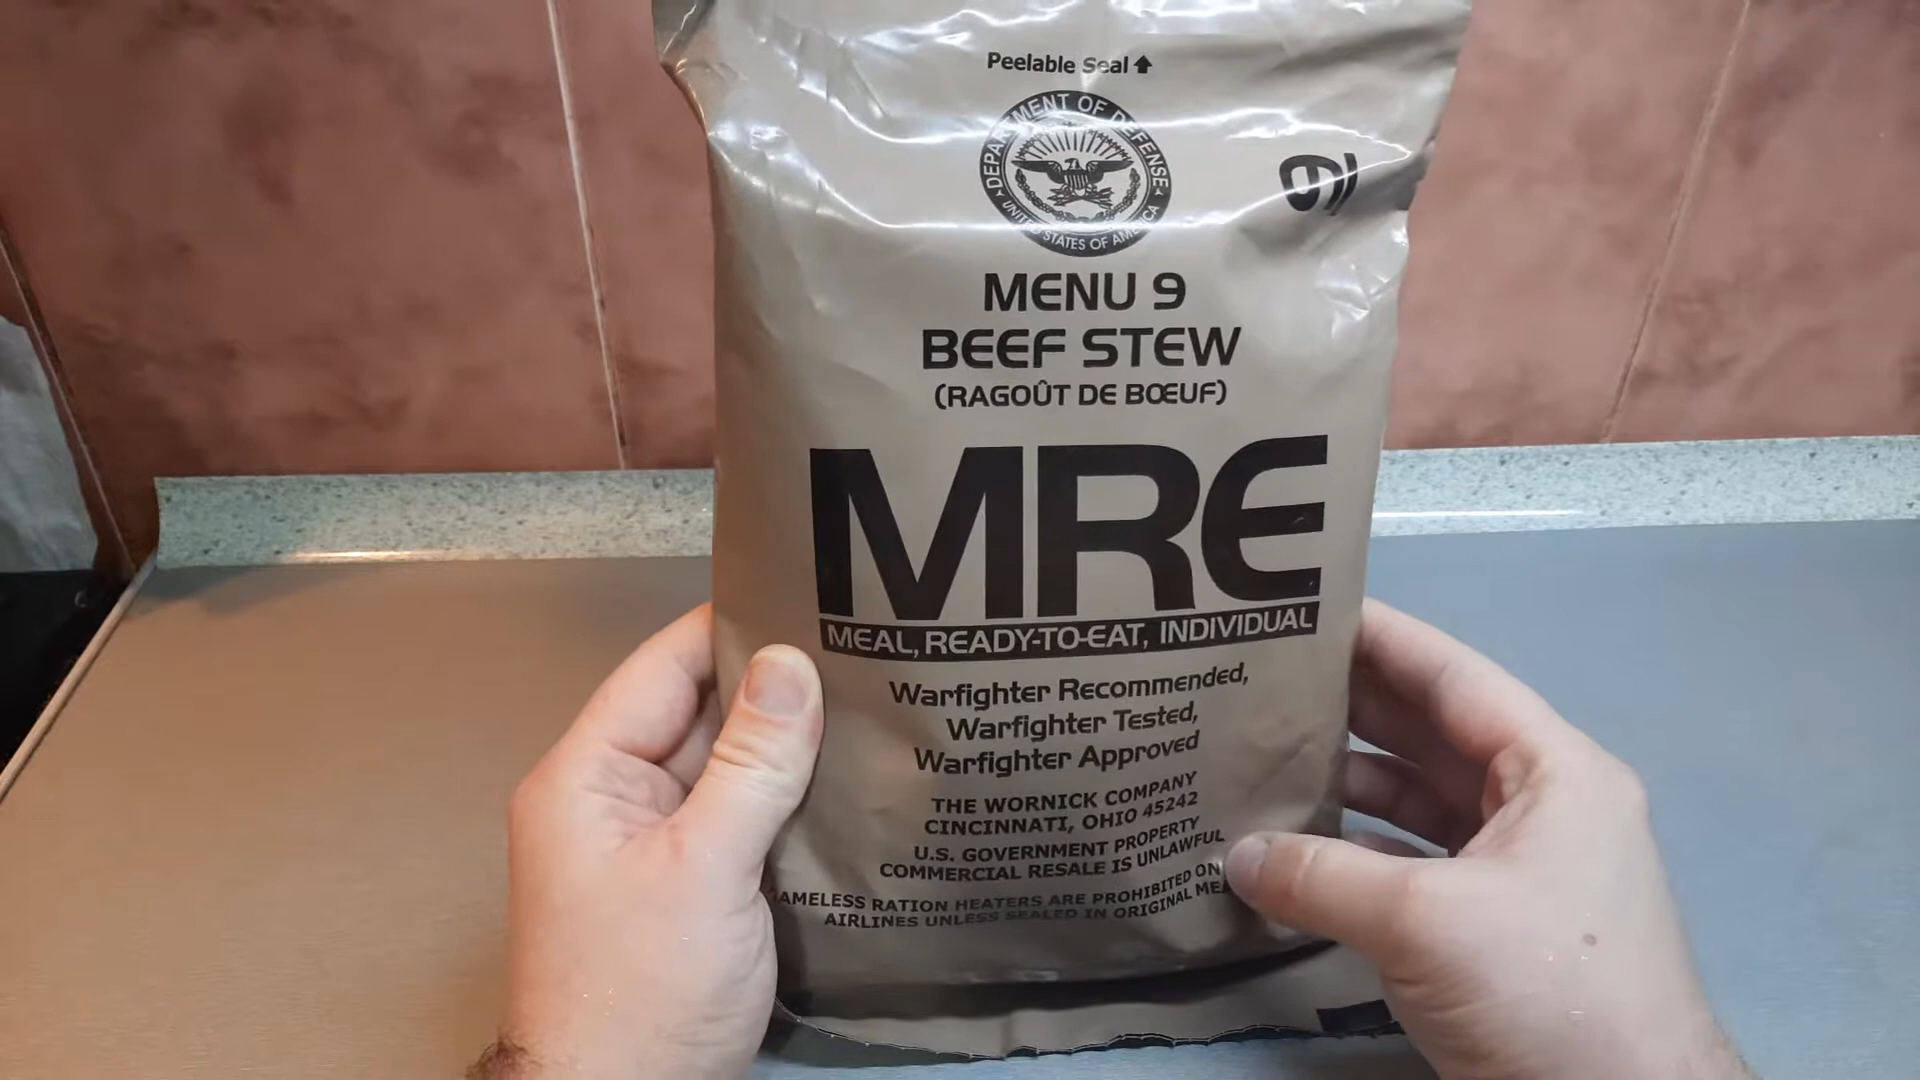 Peelable Seal
DEPARTMENT OF DEFENSE
UNITED STATES OF AMERICA
9
MENU 9
BEEF STEW
(RAGOÛT DE BŒUF)
MRE
MEAL, READY-TO-EAT, INDIVIDUAL
Warfighter Recommended,
Warfighter Tested,
Warfighter Approved
THE WORNICK COMPANY
CINCINNATI, OHIO 45242
U.S. GOVERNMENT PROPERTY
COMMERCIAL RESALE IS UNLAWFUL
RATION HEATERS ARE PROHIBITED ON
AIRLINES UNLESS SEALED IN ORIGINAL